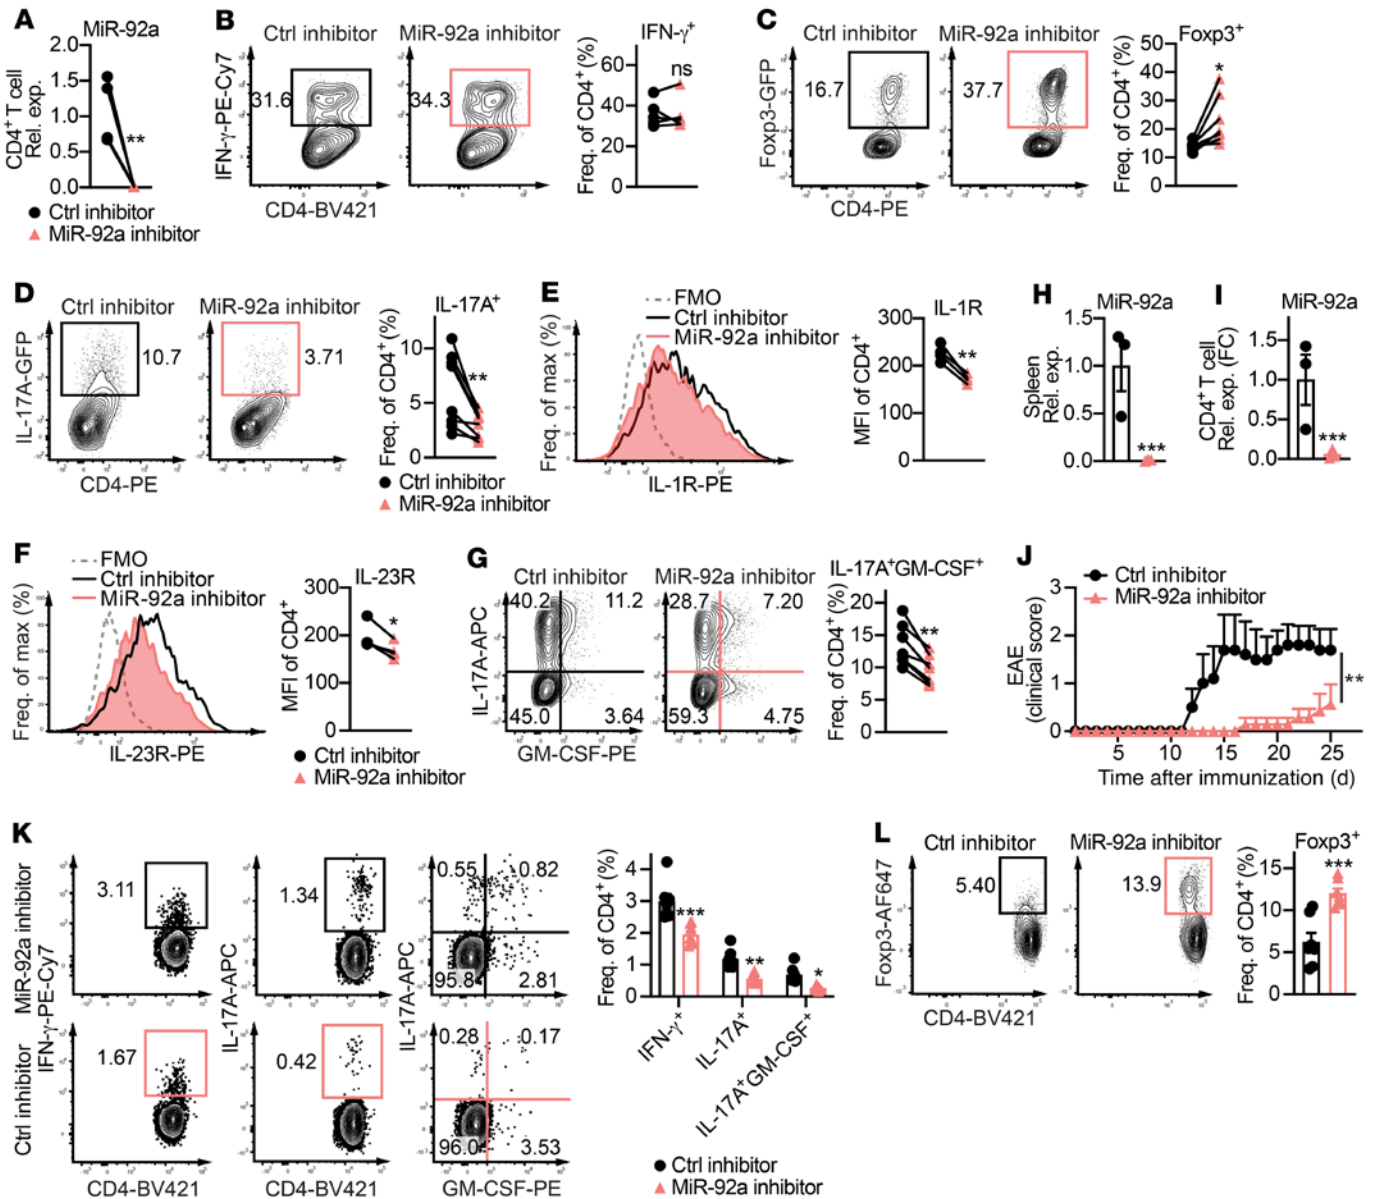 A
MiR-92a
CD4+ T cell
Rel. exp.
2.0
1.5
1.0
0.5
0.0
**
Ctrl inhibitor
MiR-92a inhibitor
B
Ctrl inhibitor
MiR-92a inhibitor
IFN-γ-PE-Cy7
31.6
34.3
CD4-BV421
IFN-γ+
Freq. of CD4+ (%)
60
40
20
0
ns
C
Ctrl inhibitor
MiR-92a inhibitor
Foxp3-GFP
16.7
37.7
CD4-PE
Foxp3+
Freq. of CD4+ (%)
50
40
30
20
10
0
*
D
Ctrl inhibitor
MiR-92a inhibitor
IL-17A-GFP
10.7
3.71
CD4-PE
IL-17A+
Freq. of CD4+ (%)
10
5
0
**
Ctrl inhibitor
MiR-92a inhibitor
E
FMO
Ctrl inhibitor
MiR-92a inhibitor
Freq. of max (%)
IL-1R-PE
IL-1R
MFI of CD4+
300
200
100
0
**
H
MiR-92a
Spleen
Rel. exp.
1.5
1.0
0.5
0.0
***
I
MiR-92a
CD4+ T cell
Rel. exp. (FC)
1.5
1.0
0.5
0.0
***
F
FMO
Ctrl inhibitor
MiR-92a inhibitor
Freq. of max (%)
IL-23R-PE
IL-23R
MFI of CD4+
300
200
100
0
*
Ctrl inhibitor
MiR-92a inhibitor
G
Ctrl inhibitor
MiR-92a inhibitor
IL-17A-APC
40.2
11.2
45.0
3.64
28.7
7.20
59.3
4.75
GM-CSF-PE
IL-17A+GM-CSF+
Freq. of CD4+ (%)
20
15
10
5
0
**
J
Ctrl inhibitor
MiR-92a inhibitor
EAE
(clinical score)
3
2
1
0
**
5
10
15
20
25
Time after immunization (d)
K
MiR-92a inhibitor
Ctrl inhibitor
IFN-γ-PE-Cy7
IL-17A-APC
IL-17A-APC
3.11
1.34
0.55
0.82
95.8
2.81
1.67
0.42
0.28
0.17
96.0
3.53
CD4-BV421
CD4-BV421
GM-CSF-PE
Freq. of CD4+ (%)
4
3
2
1
0
***
**
*
IFN-γ+
IL-17A+
IL-17A+GM-CSF+
Ctrl inhibitor
MiR-92a inhibitor
L
Ctrl inhibitor
MiR-92a inhibitor
Foxp3-AF647
5.40
13.9
CD4-BV421
Foxp3+
Freq. of CD4+ (%)
15
10
5
0
***